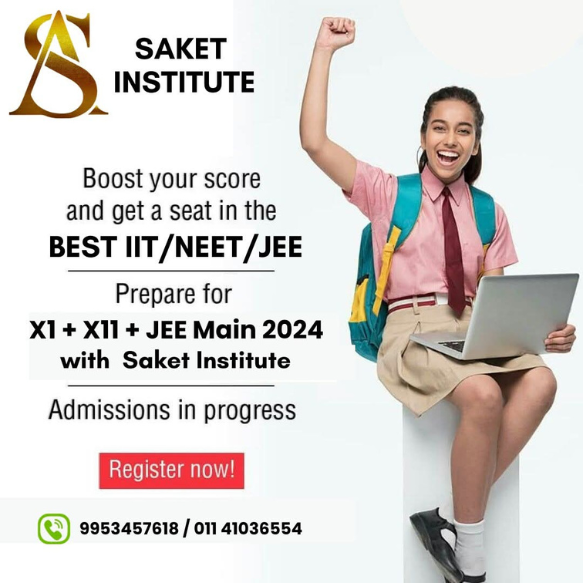 SAKET
INSTITUTE
Boost your score
and get a seat in the
BEST IIT/NEET/JEE
Prepare for
X1 + X11 + JEE Main 2024
with Saket Institute
Admissions in progress
Register now!
9953457618 / 011 41036554